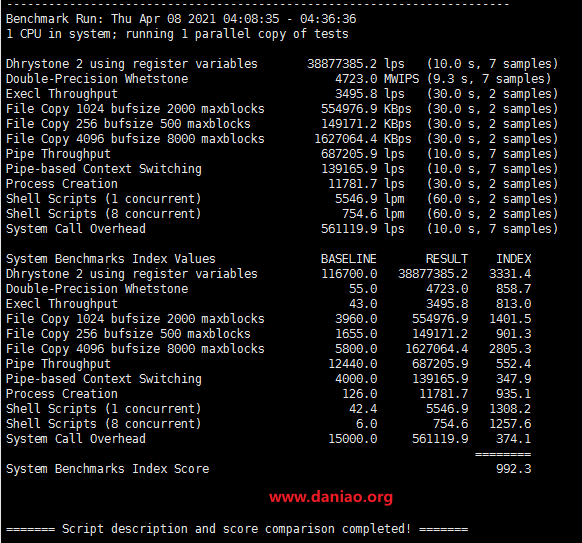 ------------------------------------------------------------------------
Benchmark Run: Thu Apr 08 2021 04:08:35 - 04:36:36
1 CPU in system; running 1 parallel copy of tests
Dhrystone 2 using register variables 38877385.2 lps (10.0 s, 7 samples)
Double-Precision Whetstone 4723.0 MWIPS (9.3 s, 7 samples)
Execl Throughput 3495.8 lps (30.0 s, 2 samples)
File Copy 1024 bufsize 2000 maxblocks 554976.9 KBps (30.0 s, 2 samples)
File Copy 256 bufsize 500 maxblocks 149171.2 KBps (30.0 s, 2 samples)
File Copy 4096 bufsize 8000 maxblocks 1627064.4 KBps (30.0 s, 2 samples)
Pipe Throughput 687205.9 lps (10.0 s, 7 samples)
Pipe-based Context Switching 139165.9 lps (10.0 s, 7 samples)
Process Creation 11781.7 lps (30.0 s, 2 samples)
Shell Scripts (1 concurrent) 5546.9 lpm (60.0 s, 2 samples)
Shell Scripts (8 concurrent) 754.6 lpm (60.0 s, 2 samples)
System Call Overhead 561119.9 lps (10.0 s, 7 samples)
System Benchmarks Index Values BASELINE RESULT INDEX
Dhrystone 2 using register variables 116700.0 38877385.2 3331.4
Double-Precision Whetstone 55.0 4723.0 858.7
Execl Throughput 43.0 3495.8 813.0
File Copy 1024 bufsize 2000 maxblocks 3960.0 554976.9 1401.5
File Copy 256 bufsize 500 maxblocks 1655.0 149171.2 901.3
File Copy 4096 bufsize 8000 maxblocks 5800.0 1627064.4 2805.3
Pipe Throughput 12440.0 687205.9 552.4
Pipe-based Context Switching 4000.0 139165.9 347.9
Process Creation 126.0 11781.7 935.1
Shell Scripts (1 concurrent) 42.4 5546.9 1308.2
Shell Scripts (8 concurrent) 6.0 754.6 1257.6
System Call Overhead 15000.0 561119.9 374.1
========
System Benchmarks Index Score 992.3
www.daniao.org
======= Script description and score comparison completed! =======